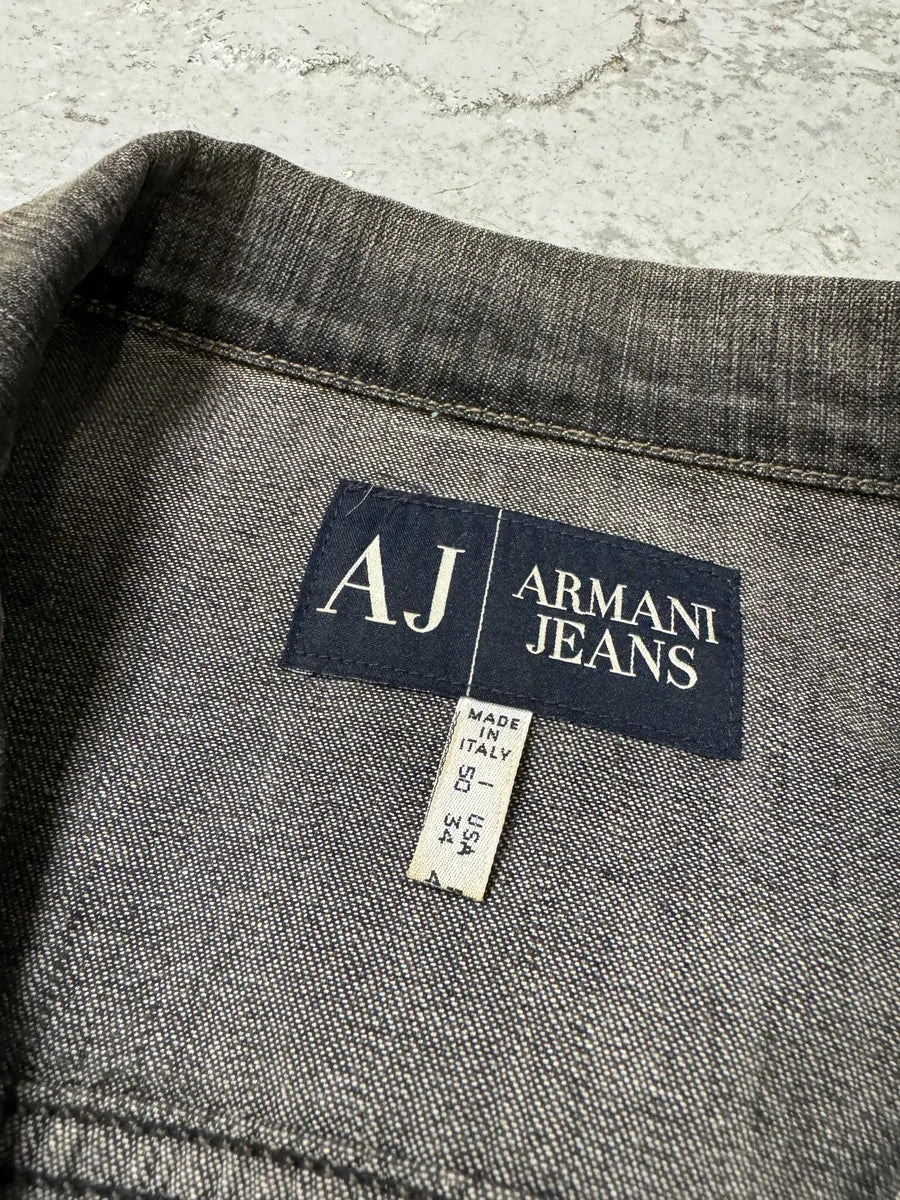 AJ
ARMANI
JEANS
MADE
IN
ITALY
I USA
50 34